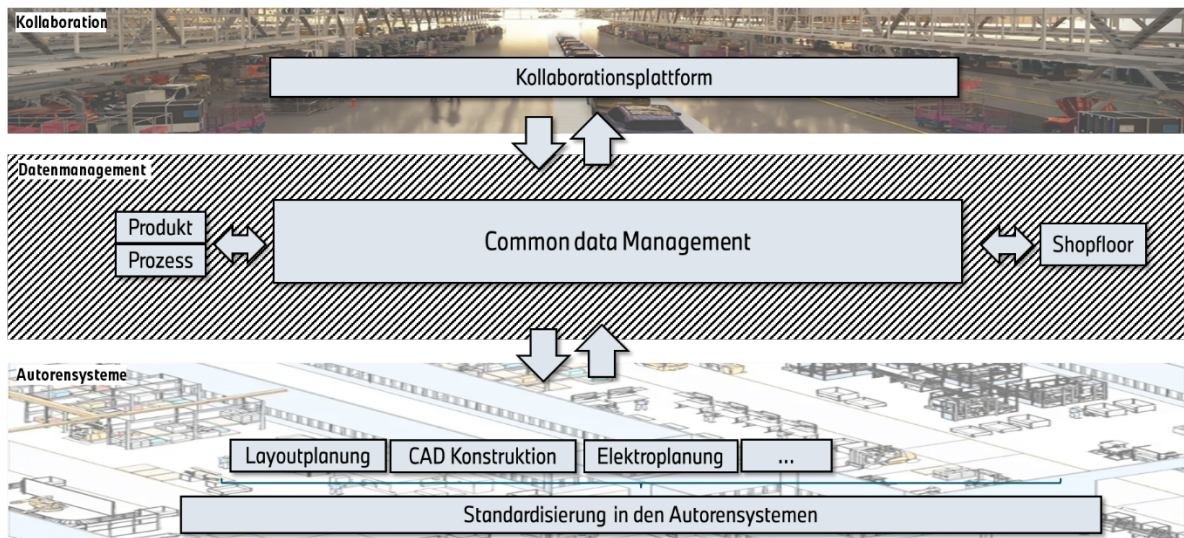 Kollaboration
Kollaborationsplattform
Datenmanagement
Produkt
Prozess
Common data Management
Shopfloor
Autorensysteme
Layoutplanung
CAD Konstruktion
Elektroplanung
...
Standardisierung in den Autorensystemen